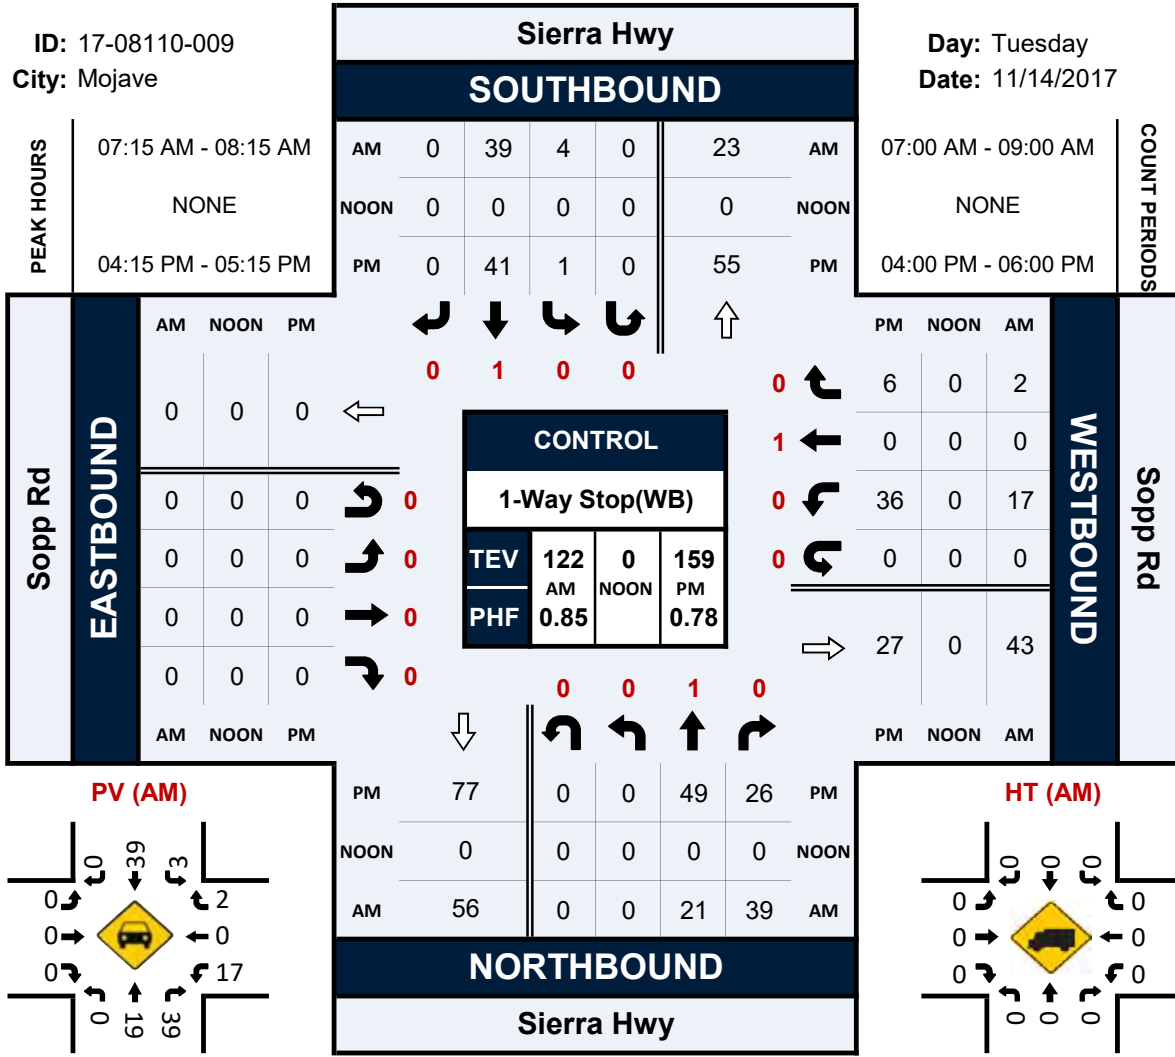 ID: 17-08110-009
City: Mojave
Sierra Hwy
SOUTHBOUND
Day: Tuesday
Date: 11/14/2017
PEAK HOURS
07:15 AM - 08:15 AM
NONE
04:15 PM - 05:15 PM
AM 0 39 4 0 23 AM
NOON 0 0 0 0 0 NOON
PM 0 41 1 0 55 PM
07:00 AM - 09:00 AM
NONE
04:00 PM - 06:00 PM
COUNT PERIODS
0 1 0 0
Sopp Rd
EASTBOUND
AM NOON PM
0 0 0
0 0 0 0
0 0 0 0
0 0 0 0
0 0 0 0
AM NOON PM
CONTROL
1-Way Stop(WB)
TEV 122 0 159
AM NOON PM
PHF 0.85 0.78
PM NOON AM
0 6 0 2
1 0 0 0
0 36 0 17
0 0 0 0
27 0 43
PM NOON AM
WESTBOUND
Sopp Rd
0 0 1 0
PM 77 0 0 49 26 PM
NOON 0 0 0 0 0 NOON
AM 56 0 0 21 39 AM
NORTHBOUND
Sierra Hwy
PV (AM)
0 39 3
0 2
0 0
0 17
0 19 39
HT (AM)
0 0 0
0 0
0 0
0 0
0 0 0